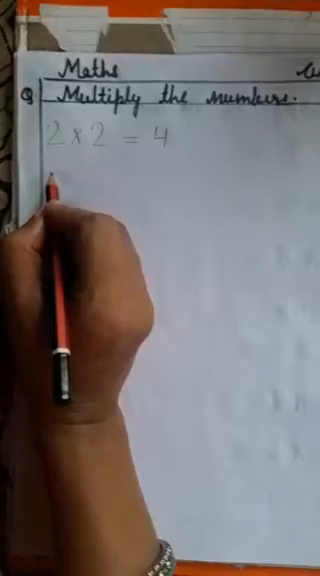 Maths
Q Multiply the numbers.
2 x 2 = 4